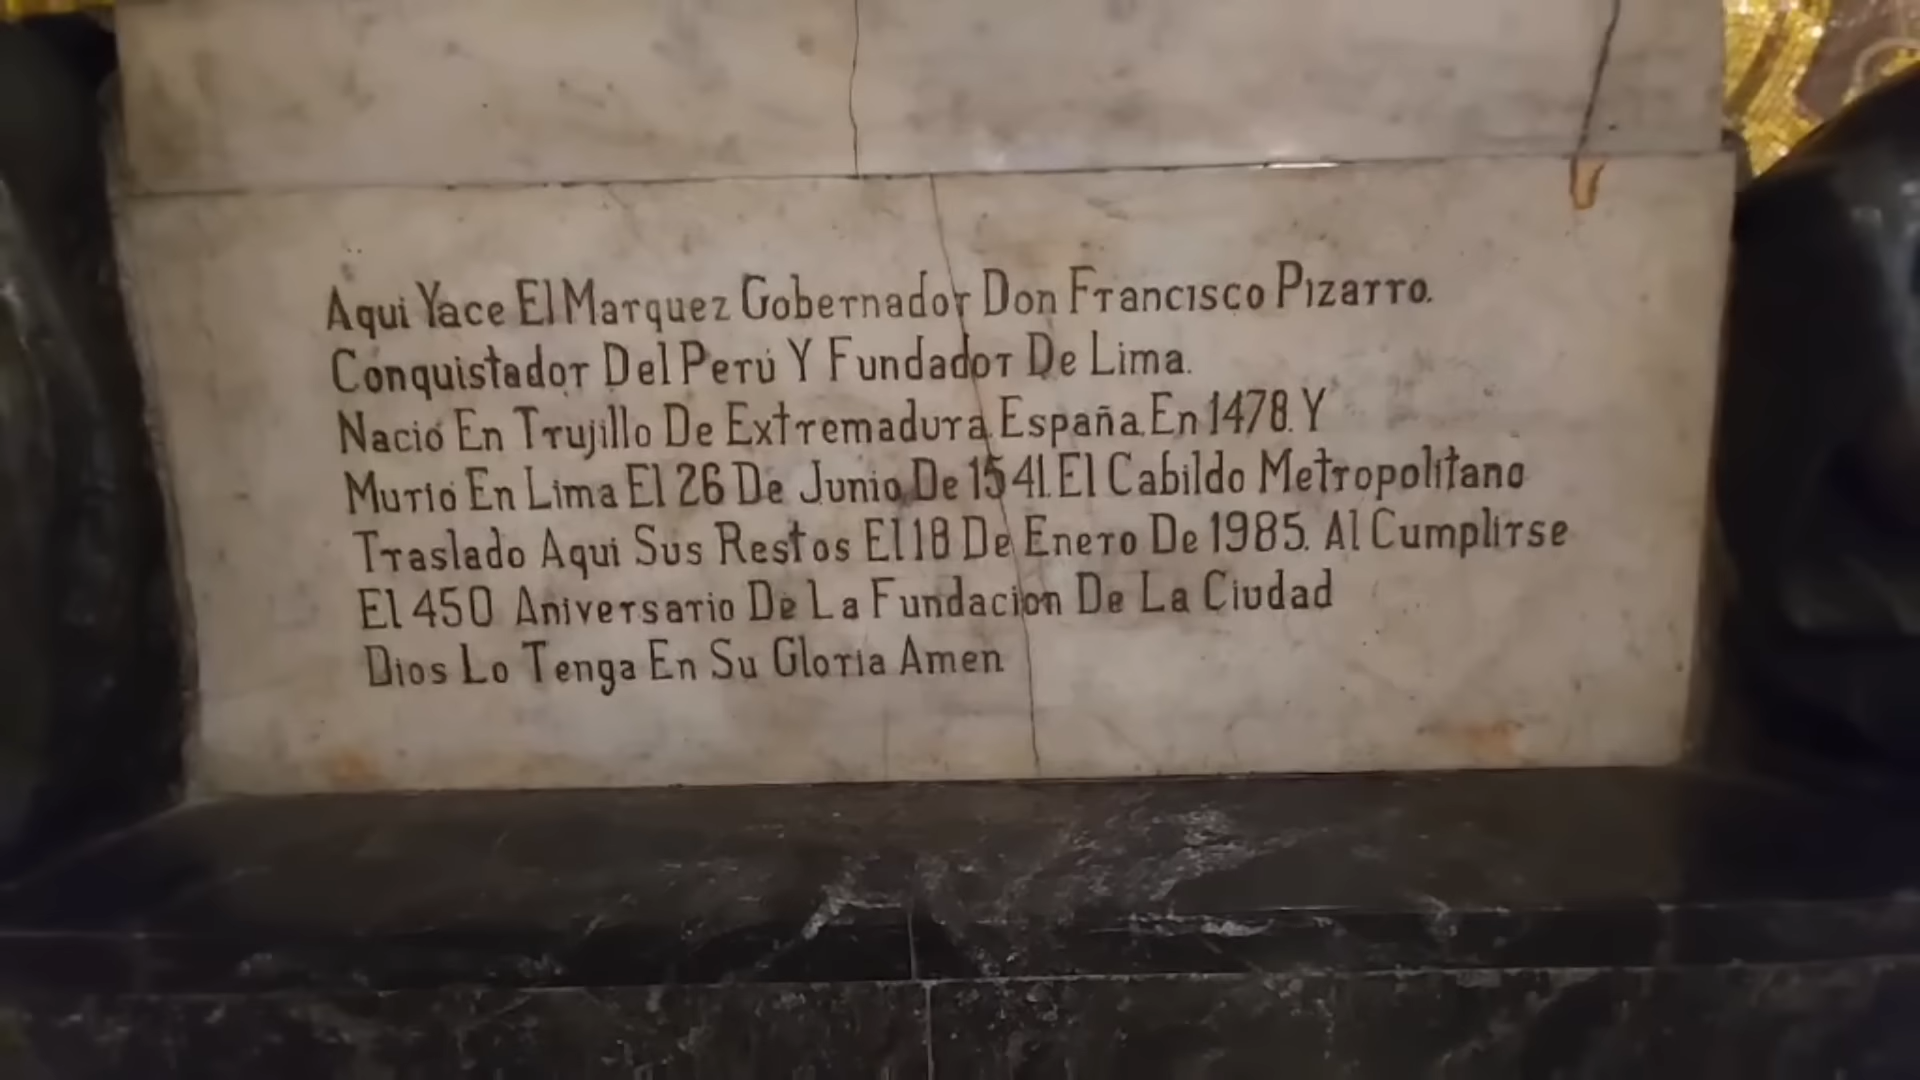 Aqui Yace El Marquez Gobernador Don Francisco Pizarro.
Conquistador Del Perú Y Fundador De Lima.
Nació En Trujillo De Extremadura España En 1478. Y
Murió En Lima El 26 De Junio De 1541. El Cabildo Metropolitano
Traslado Aqui Sus Restos El 18 De Enero De 1985. Al Cumplirse
El 450 Aniversario De La Fundacion De La Ciudad
Dios Lo Tenga En Su Gloria Amen